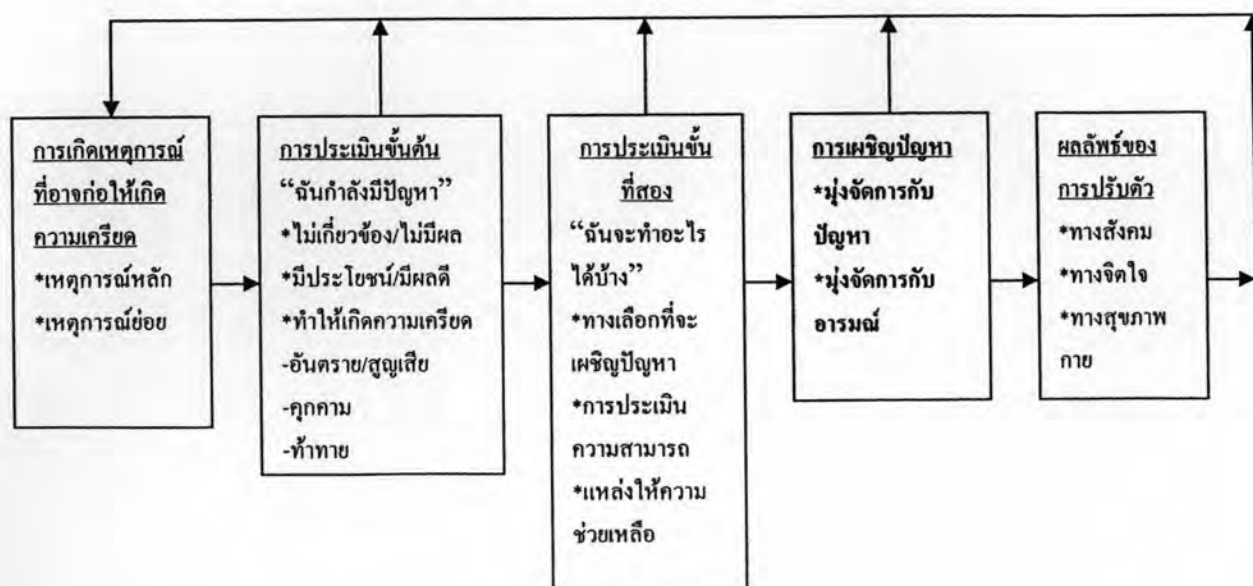 การเกิดเหตุการณ์
ที่อาจก่อให้เกิด
ความเครียด
*เหตุการณ์หลัก
*เหตุการณ์ย่อย
การประเมินขั้นต้น
“ฉันกำลังมีปัญหา”
*ไม่เกี่ยวข้อง/ไม่มีผล
*มีประโยชน์/มีผลดี
*ทำให้เกิดความเครียด
-อันตราย/สูญเสีย
-คุกคาม
-ท้าทาย
การประเมินขั้น
ที่สอง
“ฉันจะทำอะไร
ได้บ้าง”
*ทางเลือกที่จะ
เผชิญปัญหา
*การประเมิน
ความสามารถ
*แหล่งให้ความ
ช่วยเหลือ
การเผชิญปัญหา
*มุ่งจัดการกับ
ปัญหา
*มุ่งจัดการกับ
อารมณ์
ผลลัพธ์ของ
การปรับตัว
*ทางสังคม
*ทางจิตใจ
*ทางสุขภาพ
กาย